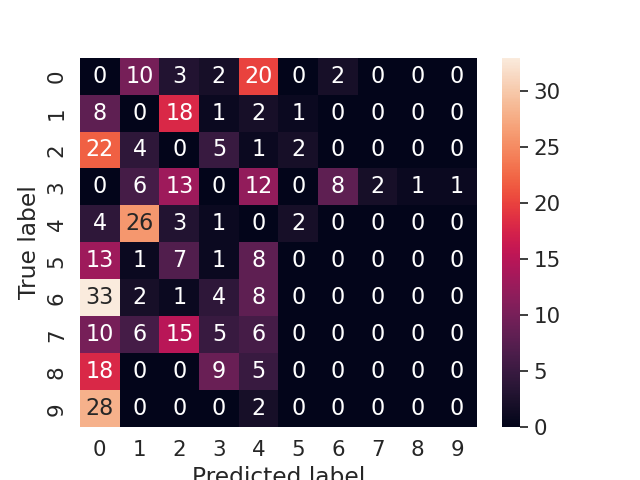 0 0 10 3 2 20 0 2 0 0 0
1 8 0 18 1 2 1 0 0 0 0
2 22 4 0 5 1 2 0 0 0 0
3 0 6 13 0 12 0 8 2 1 1
4 4 26 3 1 0 2 0 0 0 0
5 13 1 7 1 8 0 0 0 0 0
6 33 2 1 4 8 0 0 0 0 0
7 10 6 15 5 6 0 0 0 0 0
8 18 0 0 9 5 0 0 0 0 0
9 28 0 0 0 2 0 0 0 0 0
0 1 2 3 4 5 6 7 8 9
Predicted label
True label
30
25
20
15
10
5
0